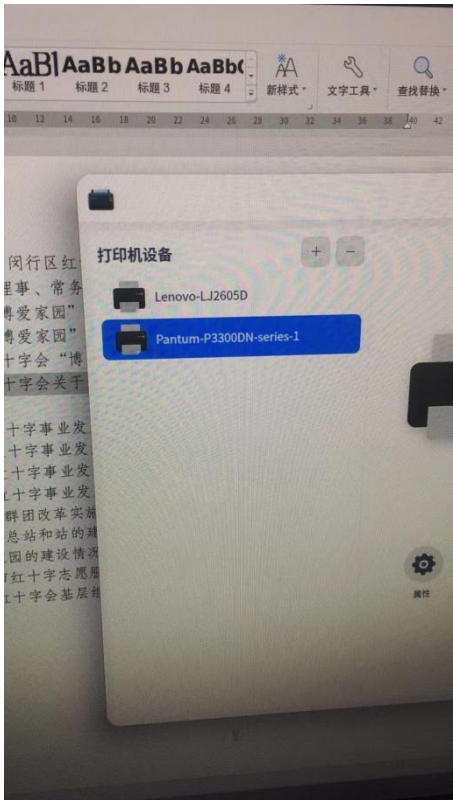 AaBl AaBb AaBb AaBb(
标题 1 标题 2 标题 3 标题 4 新样式 文字工具 查找替换
10 12 14 16 18 20 22 24 26 28 30 32 34 36 38 40 42
打印机设备 + −
Lenovo-LJ2605D
Pantum-P3300DN-series-1
属性
闵行区红
理事、常务
博爱家园”
博爱家园”
十字会“博
十字会关于
十字事业发
十字事业发
十字事业发
红十字事业发
群团改革实施
总站和站的建
园的建设情况
市红十字志愿服
红十字会基层组